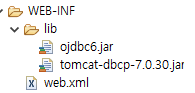 WEB-INF
lib
ojdbc6.jar
tomcat-dbcp-7.0.30.jar
web.xml